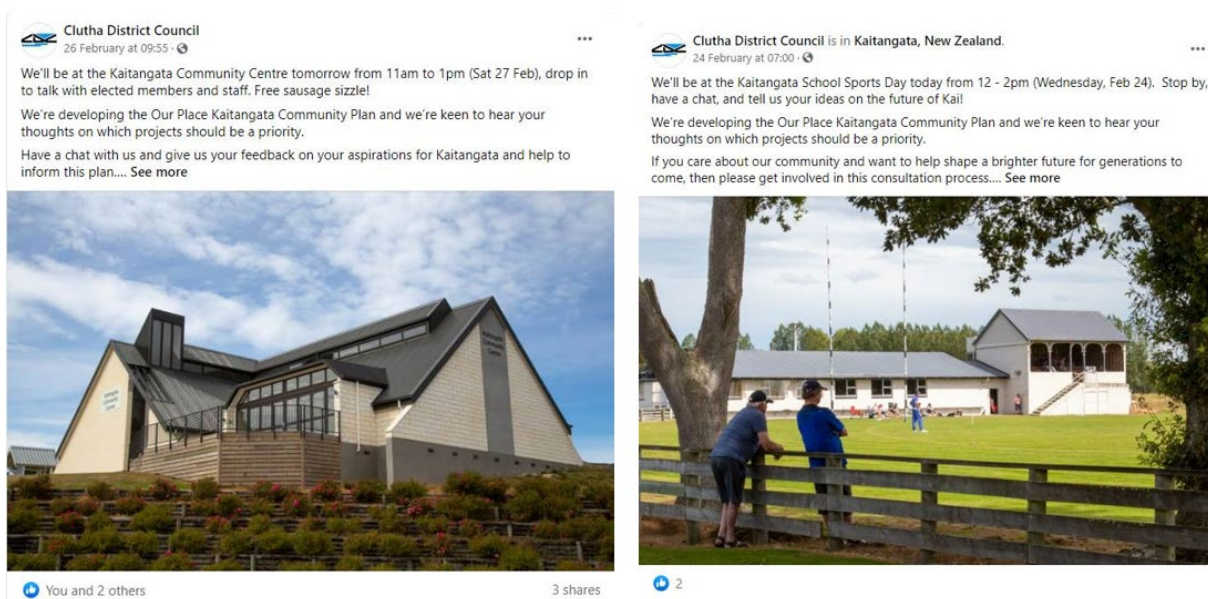 Clutha District Council
26 February at 09:55 ·
We'll be at the Kaitangata Community Centre tomorrow from 11am to 1pm (Sat 27 Feb), drop in
to talk with elected members and staff. Free sausage sizzle!
We're developing the Our Place Kaitangata Community Plan and we're keen to hear your
thoughts on which projects should be a priority.
Have a chat with us and give us your feedback on your aspirations for Kaitangata and help to
inform this plan.... See more
Kaitangata
Community
Centre
Kaitangata
Community
Centre
You and 2 others
3 shares
Clutha District Council is in Kaitangata, New Zealand.
24 February at 07:00 ·
We'll be at the Kaitangata School Sports Day today from 12 - 2pm (Wednesday, Feb 24). Stop by,
have a chat, and tell us your ideas on the future of Kai!
We're developing the Our Place Kaitangata Community Plan and we're keen to hear your
thoughts on which projects should be a priority.
If you care about our community and want to help shape a brighter future for generations to
come, then please get involved in this consultation process.... See more
2